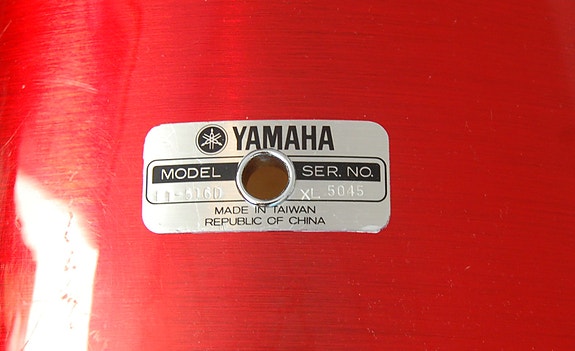 YAMAHA
MODEL SER. NO.
XL 5045
MADE IN TAIWAN
REPUBLIC OF CHINA